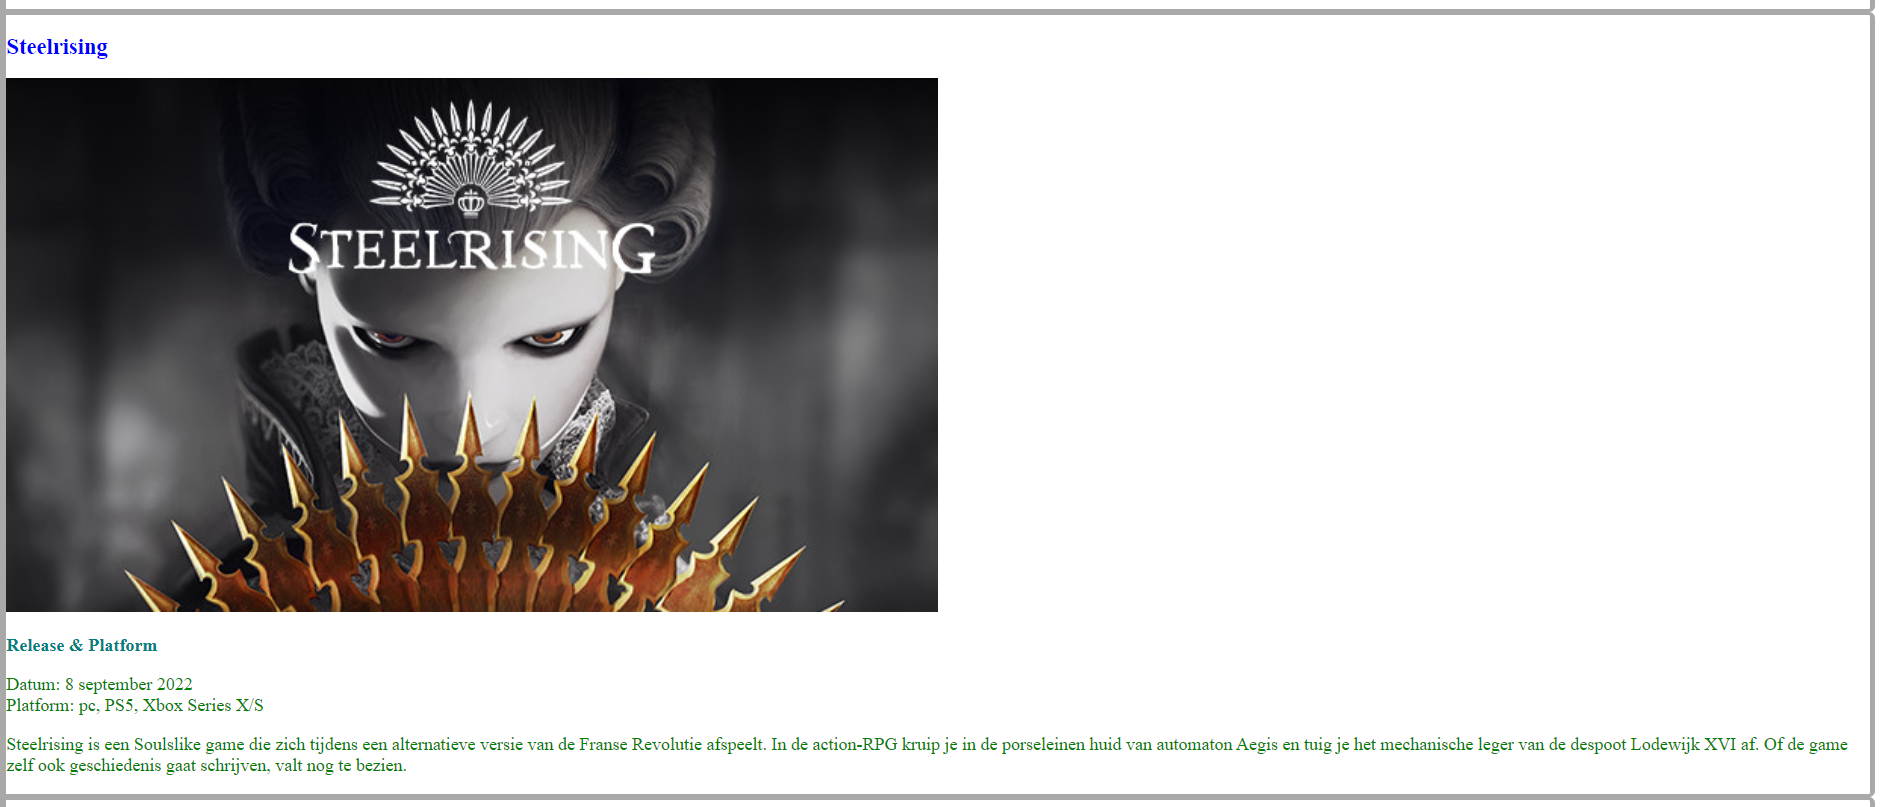 Steelrising
STEELRISING
Release & Platform
Datum: 8 september 2022
Platform: pc, PS5, Xbox Series X/S
Steelrising is een Soulslike game die zich tijdens een alternatieve versie van de Franse Revolutie afspeelt. In de action-RPG kruip je in de porseleinen huid van automaton Aegis en tuig je het mechanische leger van de despoot Lodewijk XVI af. Of de game
zelf ook geschiedenis gaat schrijven, valt nog te bezien.